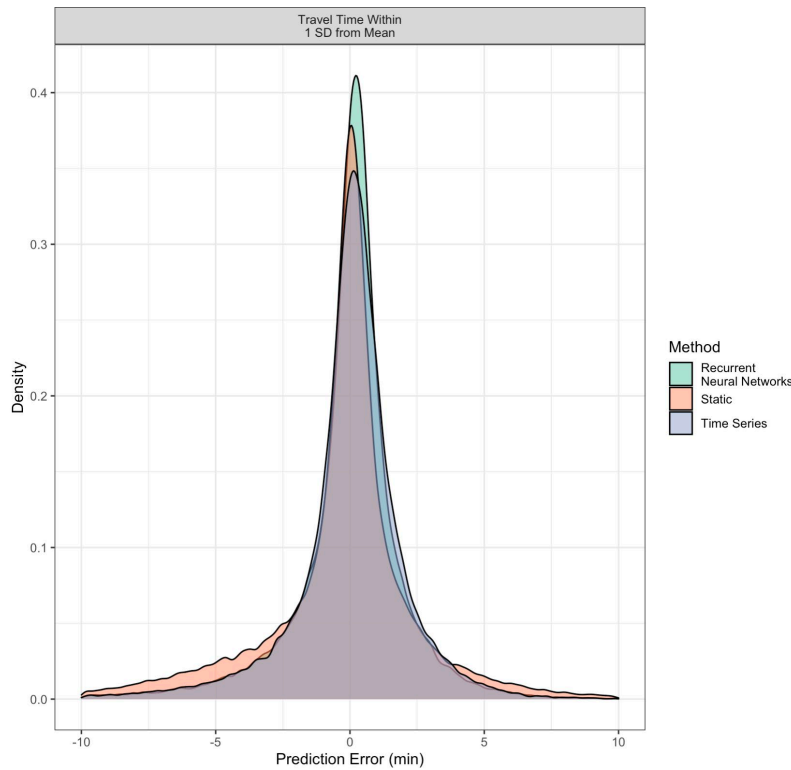 Travel Time Within
1 SD from Mean
0.4
0.3
0.2
0.1
0.0
Density
-10
-5
0
5
10
Prediction Error (min)
Method
Recurrent
Neural Networks
Static
Time Series